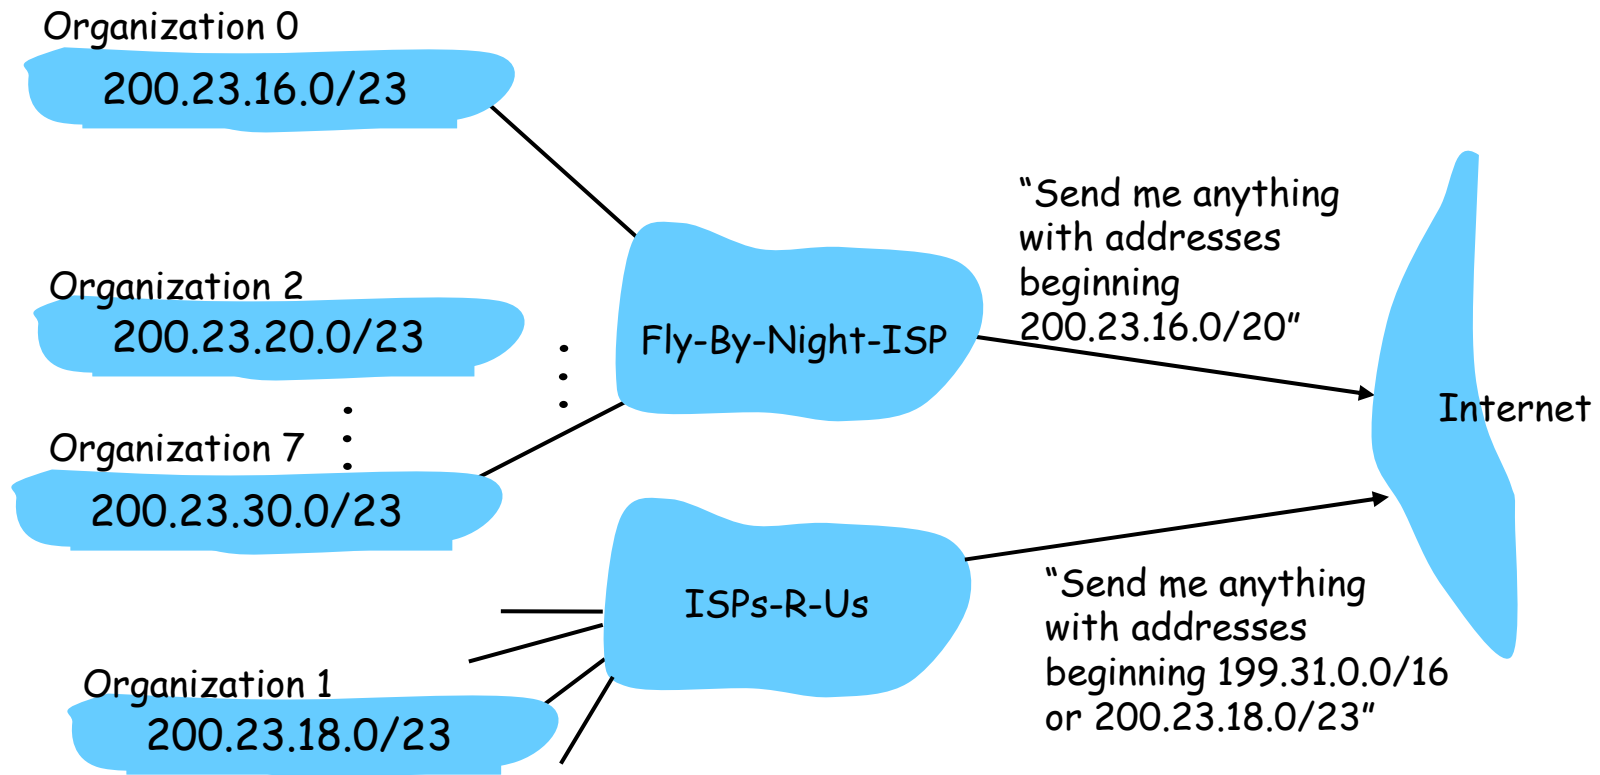 Organization 0
200.23.16.0/23
Organization 2
200.23.20.0/23
Organization 7
200.23.30.0/23
Fly-By-Night-ISP
“Send me anything
with addresses
beginning
200.23.16.0/20”
Internet
ISPs-R-Us
Organization 1
200.23.18.0/23
“Send me anything
with addresses
beginning 199.31.0.0/16
or 200.23.18.0/23”